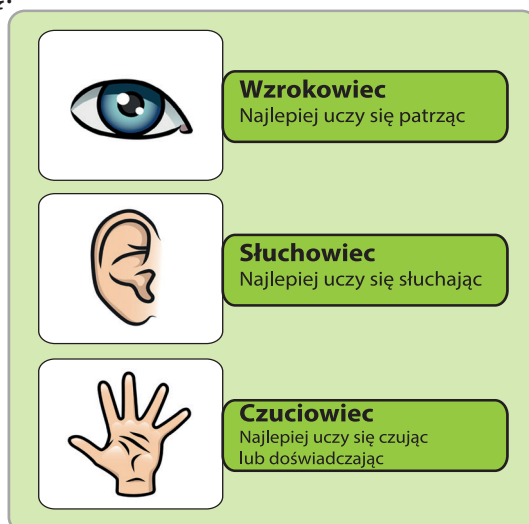 Wzrokowiec
Najlepiej uczy się patrząc
Słuchowiec
Najlepiej uczy się słuchając
Czuciowiec
Najlepiej uczy się czując
lub doświadczając